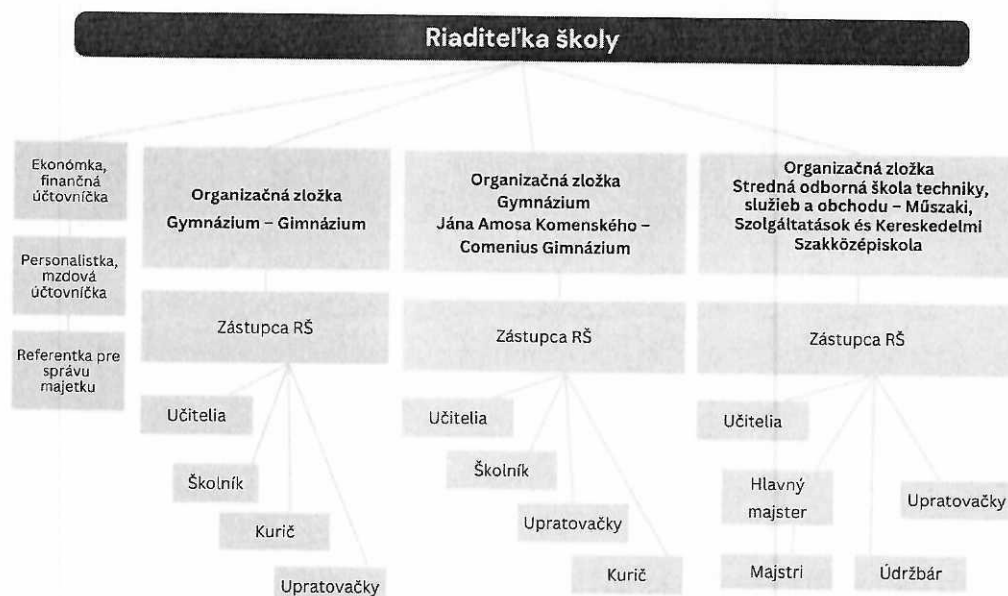 Riaditeľka školy
Ekonómka,
finančná
účtovníčka
Personalistka,
mzdová
účtovníčka
Referentka pre
správu
majetku
Organizačná zložka
Gymnázium – Gimnázium
Zástupca RŠ
Učitelia
Školník
Kurič
Upratovačky
Organizačná zložka
Gymnázium
Jána Amosa Komenského –
Comenius Gimnázium
Zástupca RŠ
Učitelia
Školník
Upratovačky
Kurič
Organizačná zložka
Stredná odborná škola techniky,
služieb a obchodu – Műszaki,
Szolgáltatások és Kereskedelmi
Szakközépiskola
Zástupca RŠ
Učitelia
Hlavný
majster
Upratovačky
Majstri
Údržbár